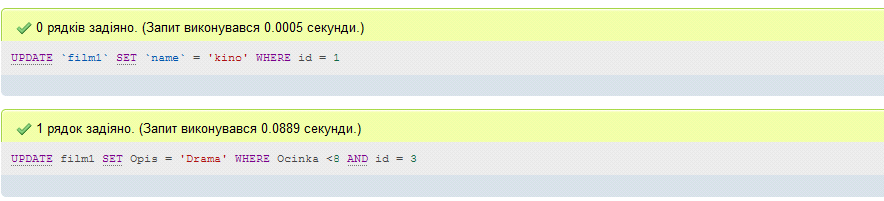 0 рядків задіяно. (Запит виконувався 0.0005 секунди.)
UPDATE `film1` SET `name` = 'kino' WHERE id = 1
1 рядок задіяно. (Запит виконувався 0.0889 секунди.)
UPDATE film1 SET Opis = 'Drama' WHERE Ocinka <8 AND id = 3